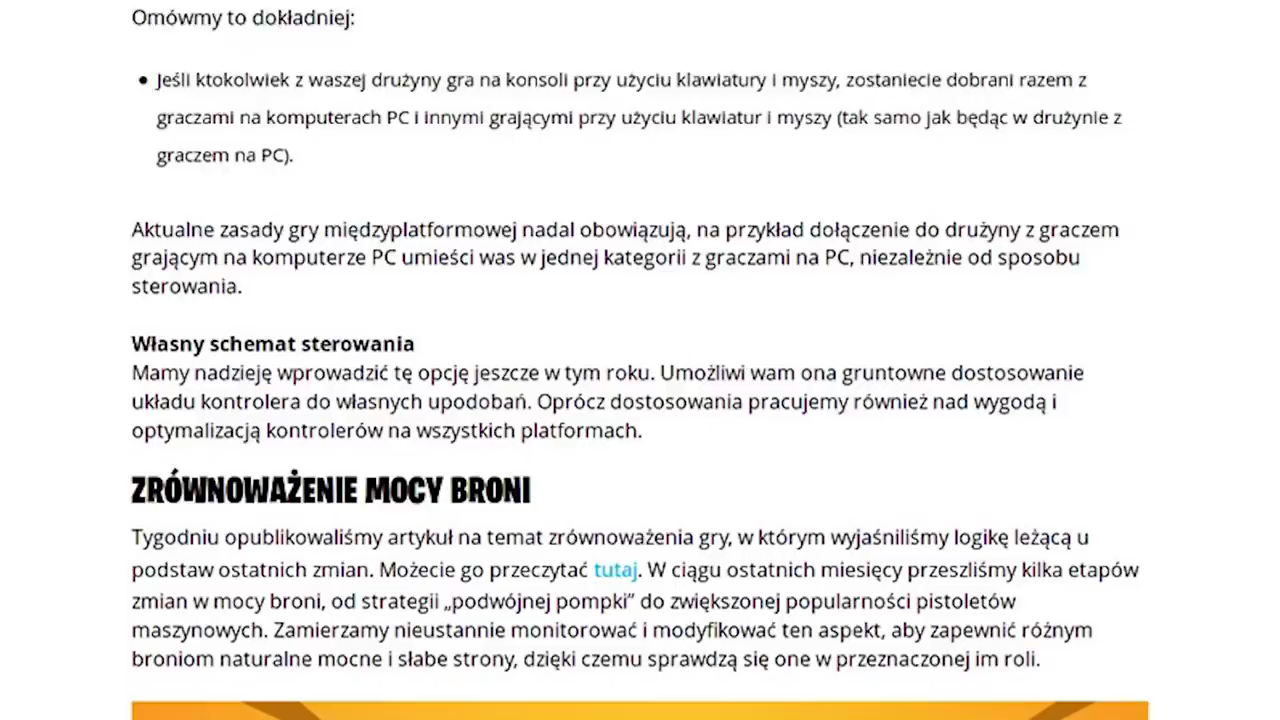 Omówmy to dokładniej:
• Jeśli ktokolwiek z waszej drużyny gra na konsoli przy użyciu klawiatury i myszy, zostaniecie dobrani razem z
graczami na komputerach PC i innymi grającymi przy użyciu klawiatur i myszy (tak samo jak będąc w drużynie z
graczem na PC).
Aktualne zasady gry międzyplatformowej nadal obowiązują, na przykład dołączenie do drużyny z graczem
grającym na komputerze PC umieści was w jednej kategorii z graczami na PC, niezależnie od sposobu
sterowania.
Własny schemat sterowania
Mamy nadzieję wprowadzić tę opcję jeszcze w tym roku. Umożliwi wam ona gruntowne dostosowanie
układu kontrolera do własnych upodobań. Oprócz dostosowania pracujemy również nad wygodą i
optymalizacją kontrolerów na wszystkich platformach.
ZRÓWNOWAŻENIE MOCY BRONI
Tygodniu opublikowaliśmy artykuł na temat zrównoważenia gry, w którym wyjaśniliśmy logikę leżącą u
podstaw ostatnich zmian. Możecie go przeczytać tutaj. W ciągu ostatnich miesięcy przeszliśmy kilka etapów
zmian w mocy broni, od strategii „podwójnej pompki” do zwiększonej popularności pistoletów
maszynowych. Zamierzamy nieustannie monitorować i modyfikować ten aspekt, aby zapewnić różnym
broniom naturalne mocne i słabe strony, dzięki czemu sprawdzą się one w przeznaczonej im roli.